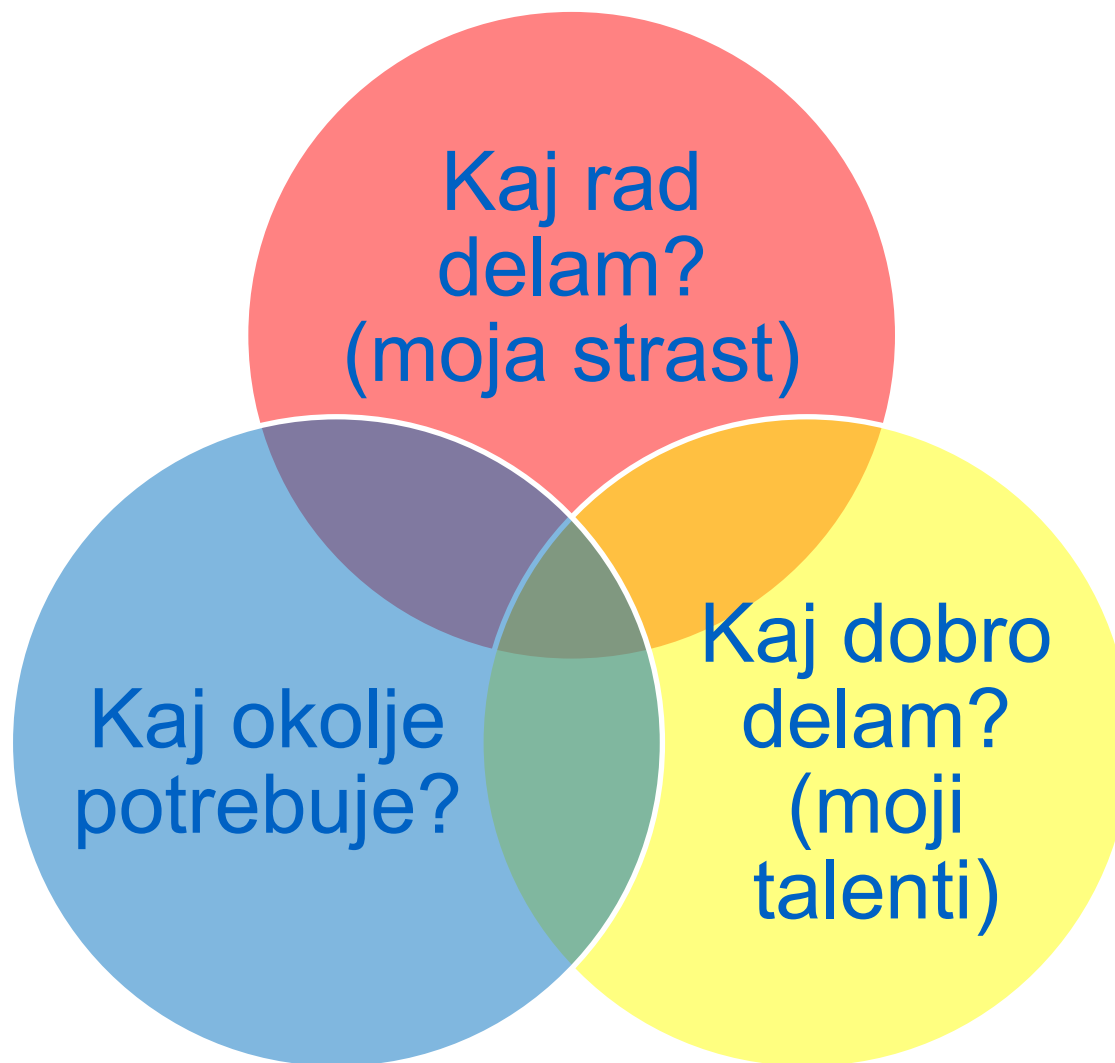 Kaj rad
delam?
(moja strast)
Kaj dobro
delam?
(moji
talenti)
Kaj okolje
potrebuje?